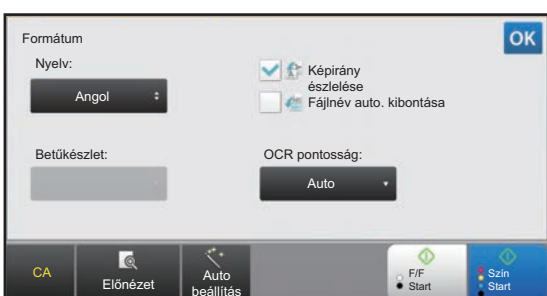 Formátum
OK
Nyelv:
Angol
Képirány
észlelése
Fájlnév auto. kibontása
Betűkészlet:
OCR pontosság:
Auto
CA
Előnézet
Auto
beállítás
F/F
Start
Szín
Start